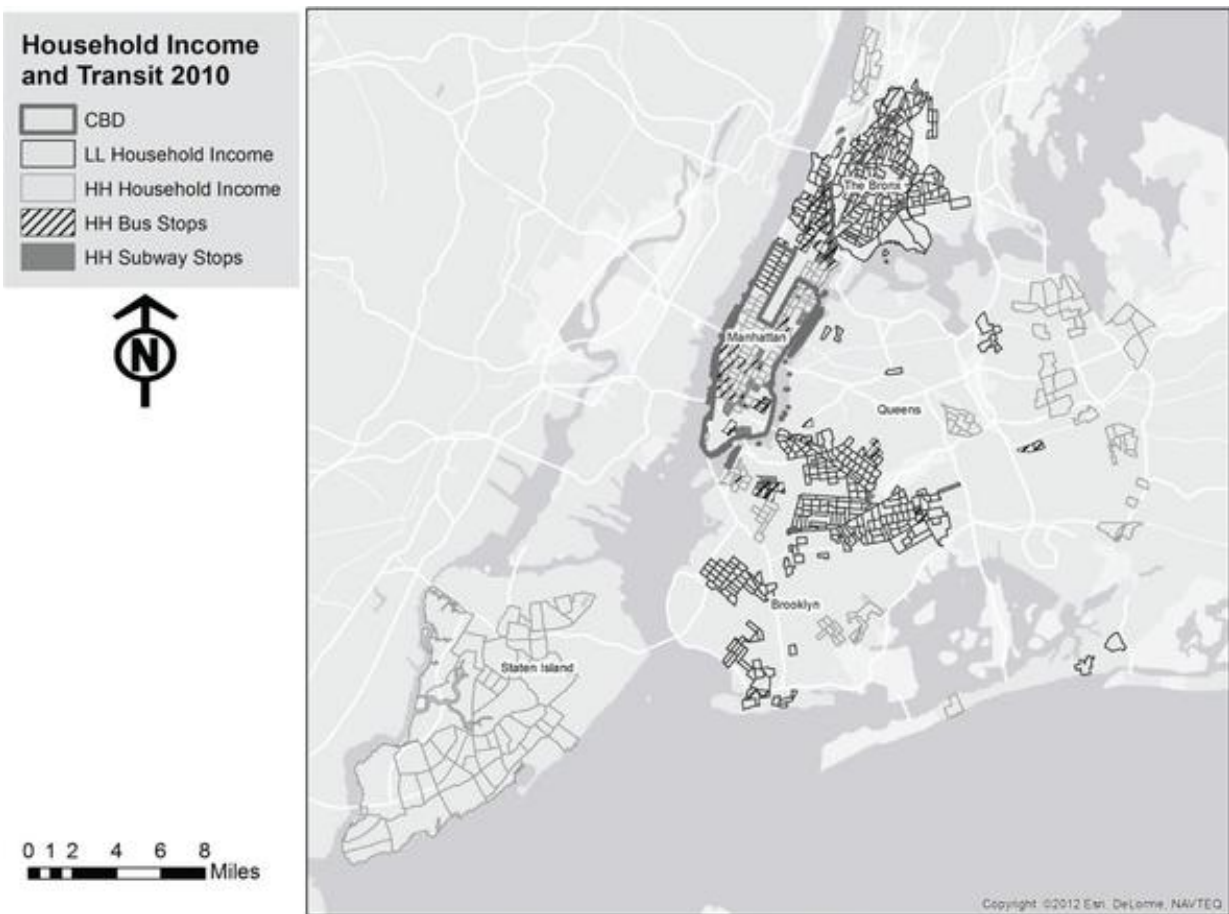 Household Income
and Transit 2010
CBD
LL Household Income
HH Household Income
HH Bus Stops
HH Subway Stops
N
The Bronx
Manhattan
Queens
Brooklyn
Staten Island
0 1 2 4 6 8
Miles
Copyright ©2012 Esri, DeLorme, NAVTEQ